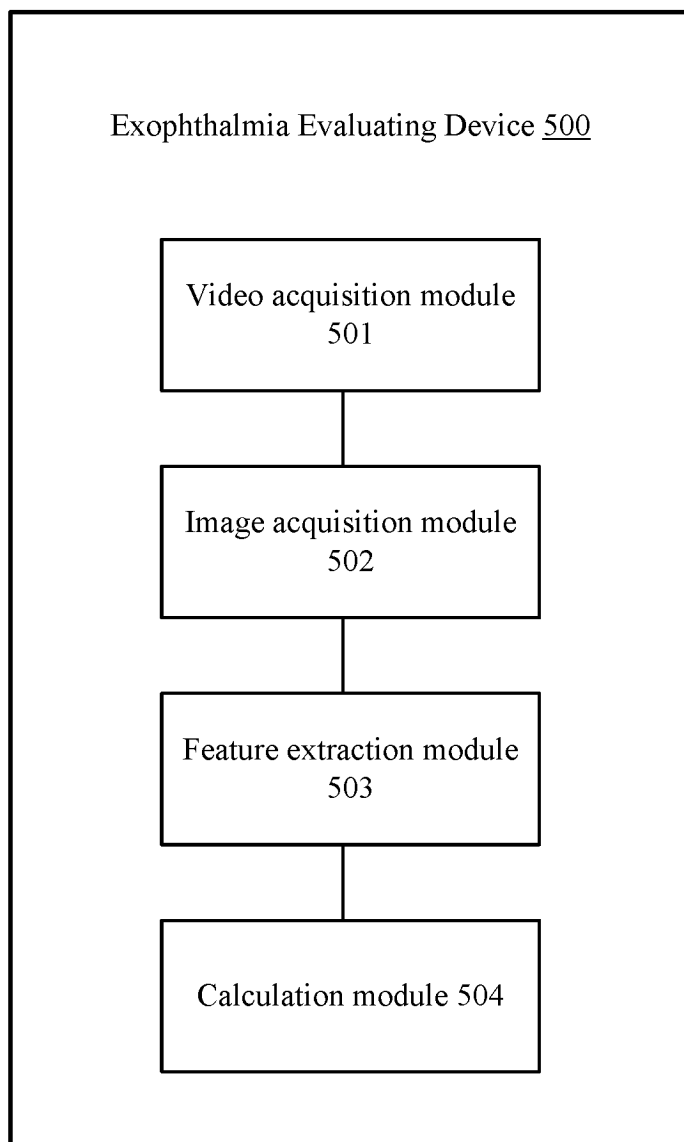 Exophthalmia Evaluating Device 500
Video acquisition module
501
Image acquisition module
502
Feature extraction module
503
Calculation module 504